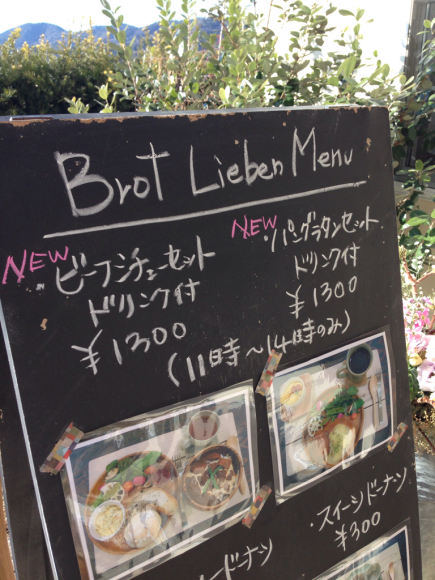 Brot Lieben Menu
NEW
・ビーフシチューセット
ドリンク付
¥1300
NEW
・パングラタンセット
ドリンク付
¥1300
(11時~14時のみ)
ードーナツ
・スイーツドーナツ
¥300